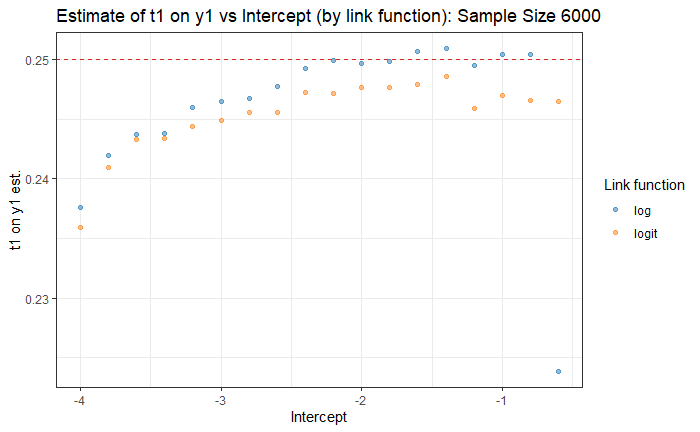 Estimate of t1 on y1 vs Intercept (by link function): Sample Size 6000
0.25
0.24
0.23
t1 on y1 est.
-4
-3
-2
-1
Intercept
Link function
log
logit